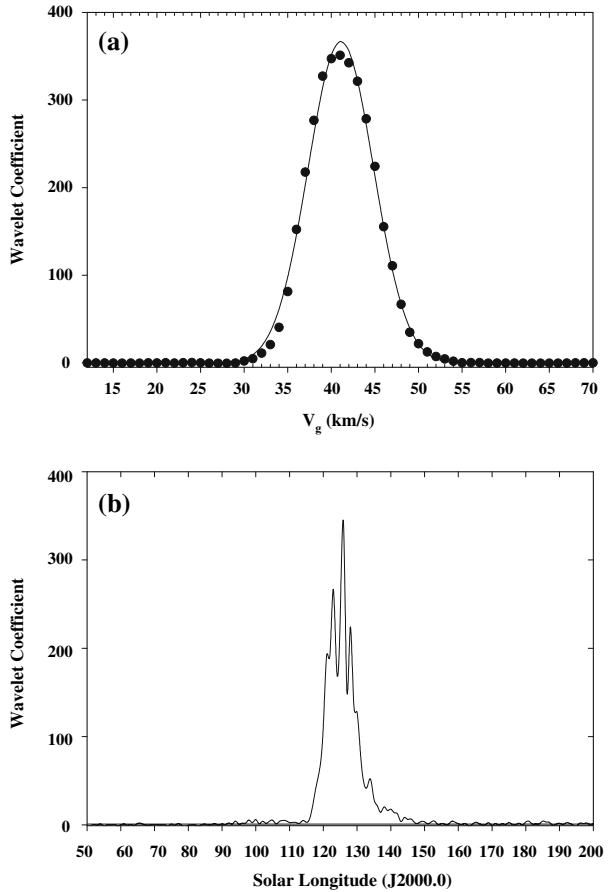 (a)
400
300
200
100
0
Wavelet Coefficient
15 20 25 30 35 40 45 50 55 60 65 70
V_g (km/s)
(b)
400
300
200
100
0
Wavelet Coefficient
50 60 70 80 90 100 110 120 130 140 150 160 170 180 190 200
Solar Longitude (J2000.0)